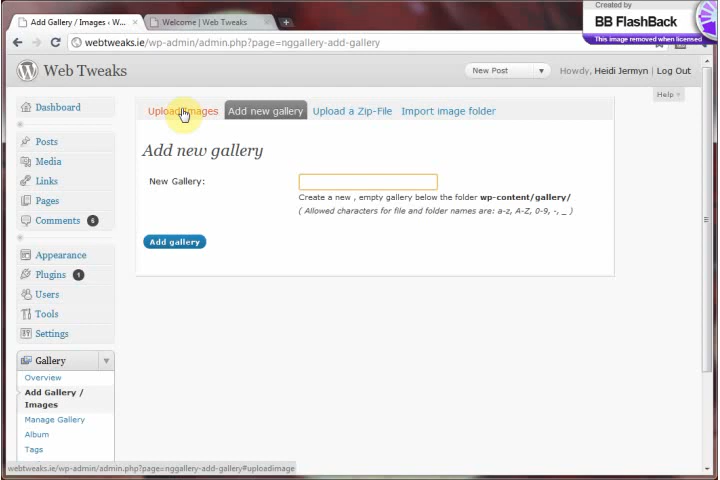 Created by
BB FlashBack
This image removed when licensed
Add Gallery / Images ‹ W...
Welcome | Web Tweaks
webtweaks.ie/wp-admin/admin.php?page=nggallery-add-gallery
Web Tweaks
New Post
Howdy, Heidi Jermyn | Log Out
Help
Dashboard
Posts
Media
Links
Pages
Comments 6
Appearance
Plugins 1
Users
Tools
Settings
Gallery
Overview
Add Gallery /
Images
Manage Gallery
Album
Tags
Upload Images
Add new gallery
Upload a Zip-File
Import image folder
Add new gallery
New Gallery:
Create a new , empty gallery below the folder wp-content/gallery/
( Allowed characters for file and folder names are: a-z, A-Z, 0-9, -, _ )
Add gallery
webtweaks.ie/wp-admin/admin.php?page=nggallery-add-gallery#uploadimage